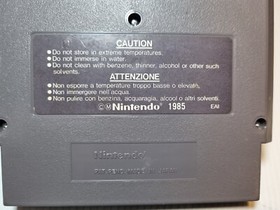 CAUTION
● Do not store in extreme temperatures.
● Do not immerse in water.
● Do not clean with benzene, thinner, alcohol or other such
solvents.
ATTENZIONE
● Non esporre a temperature troppo basse o elevate.
● Non immergere nell'acqua.
● Non pulire con benzina, acquaragia, alcool o altri solventi.
©Ⓜ Nintendo 1985 EAI
Nintendo